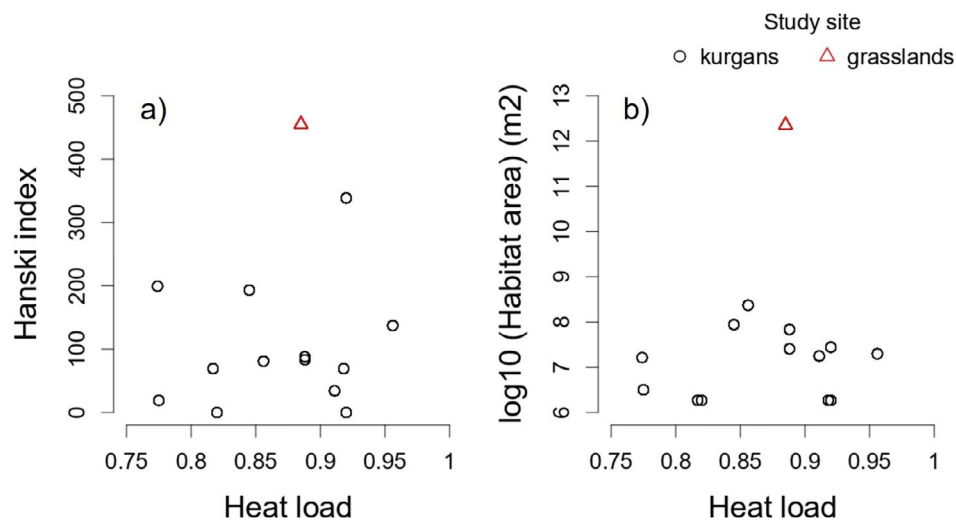 Study site
kurgans
grasslands
a)
Hanski index
500
400
300
200
100
0
0.75 0.8 0.85 0.9 0.95 1
Heat load
b)
log10 (Habitat area) (m2)
13
12
11
10
9
8
7
6
0.75 0.8 0.85 0.9 0.95 1
Heat load